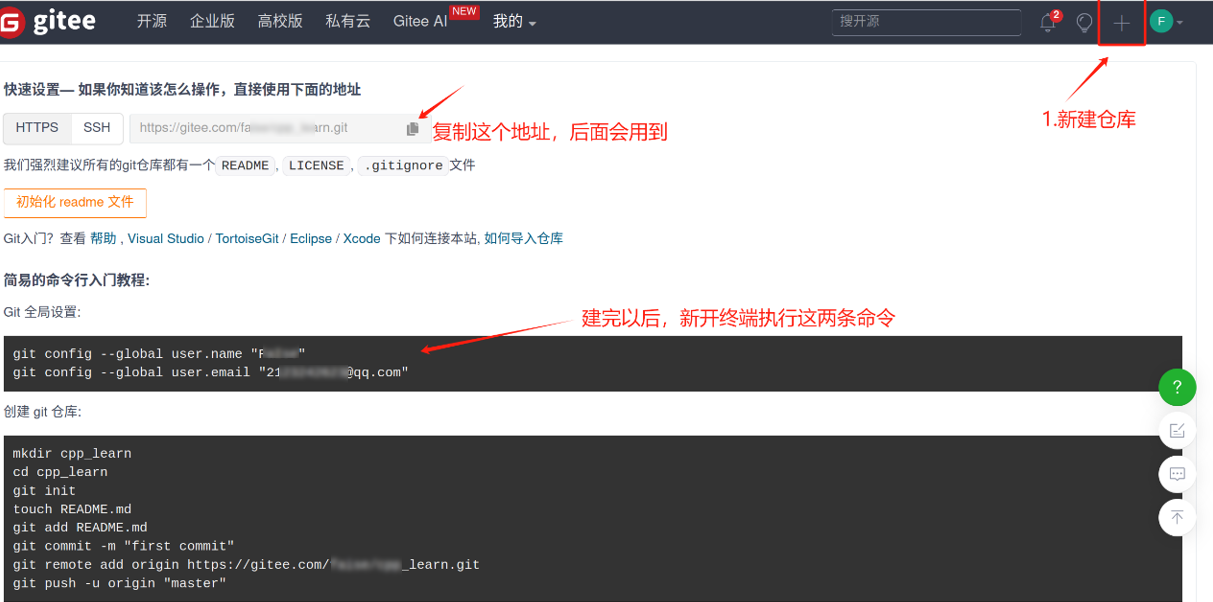 gitee 开源 企业版 高校版 私有云 Gitee AI NEW 我的 搜开源 2 F
1.新建仓库
快速设置— 如果你知道该怎么操作，直接使用下面的地址
HTTPS SSH https://gitee.com/fa arn.git 复制这个地址，后面会用到
我们强烈建议所有的git仓库都有一个 README , LICENSE , .gitignore 文件
初始化 readme 文件
Git入门？查看 帮助 , Visual Studio / TortoiseGit / Eclipse / Xcode 下如何连接本站, 如何导入仓库
简易的命令行入门教程:
Git 全局设置:
建完以后，新开终端执行这两条命令
git config --global user.name "F "
git config --global user.email "21 @qq.com"
创建 git 仓库:
mkdir cpp_learn
cd cpp_learn
git init
touch README.md
git add README.md
git commit -m "first commit"
git remote add origin https://gitee.com/ _learn.git
git push -u origin "master"
?